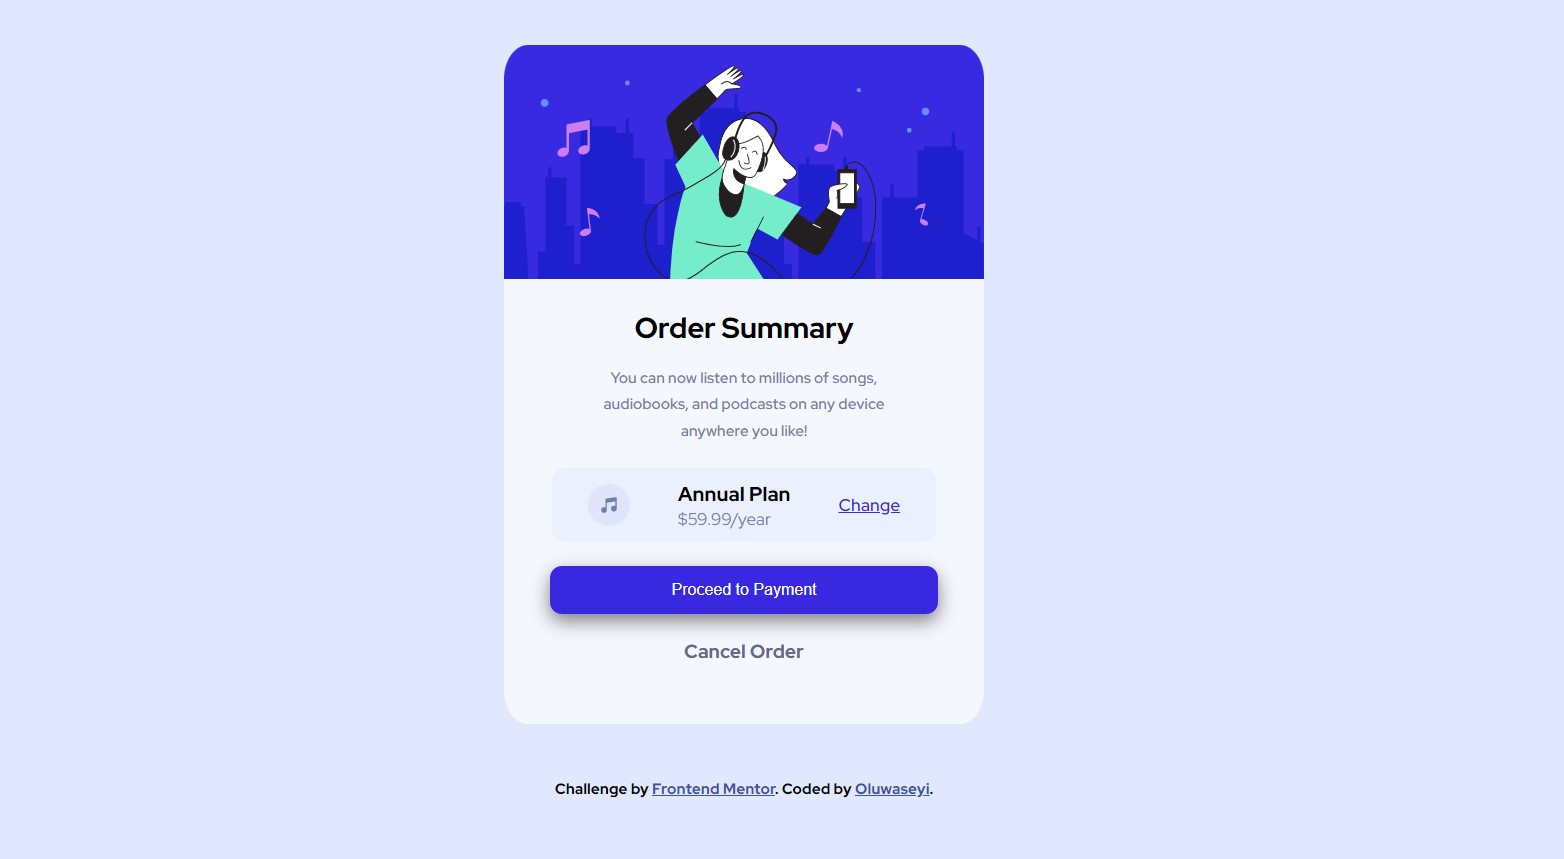 Order Summary
You can now listen to millions of songs,
audiobooks, and podcasts on any device
anywhere you like!
Annual Plan
$59.99/year
Change
Proceed to Payment
Cancel Order
Challenge by Frontend Mentor. Coded by Oluwaseyi.